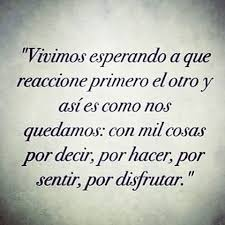 "Vivimos esperando a que
reaccione primero el otro y
así es como nos
quedamos: con mil cosas
por decir, por hacer, por
sentir, por disfrutar."